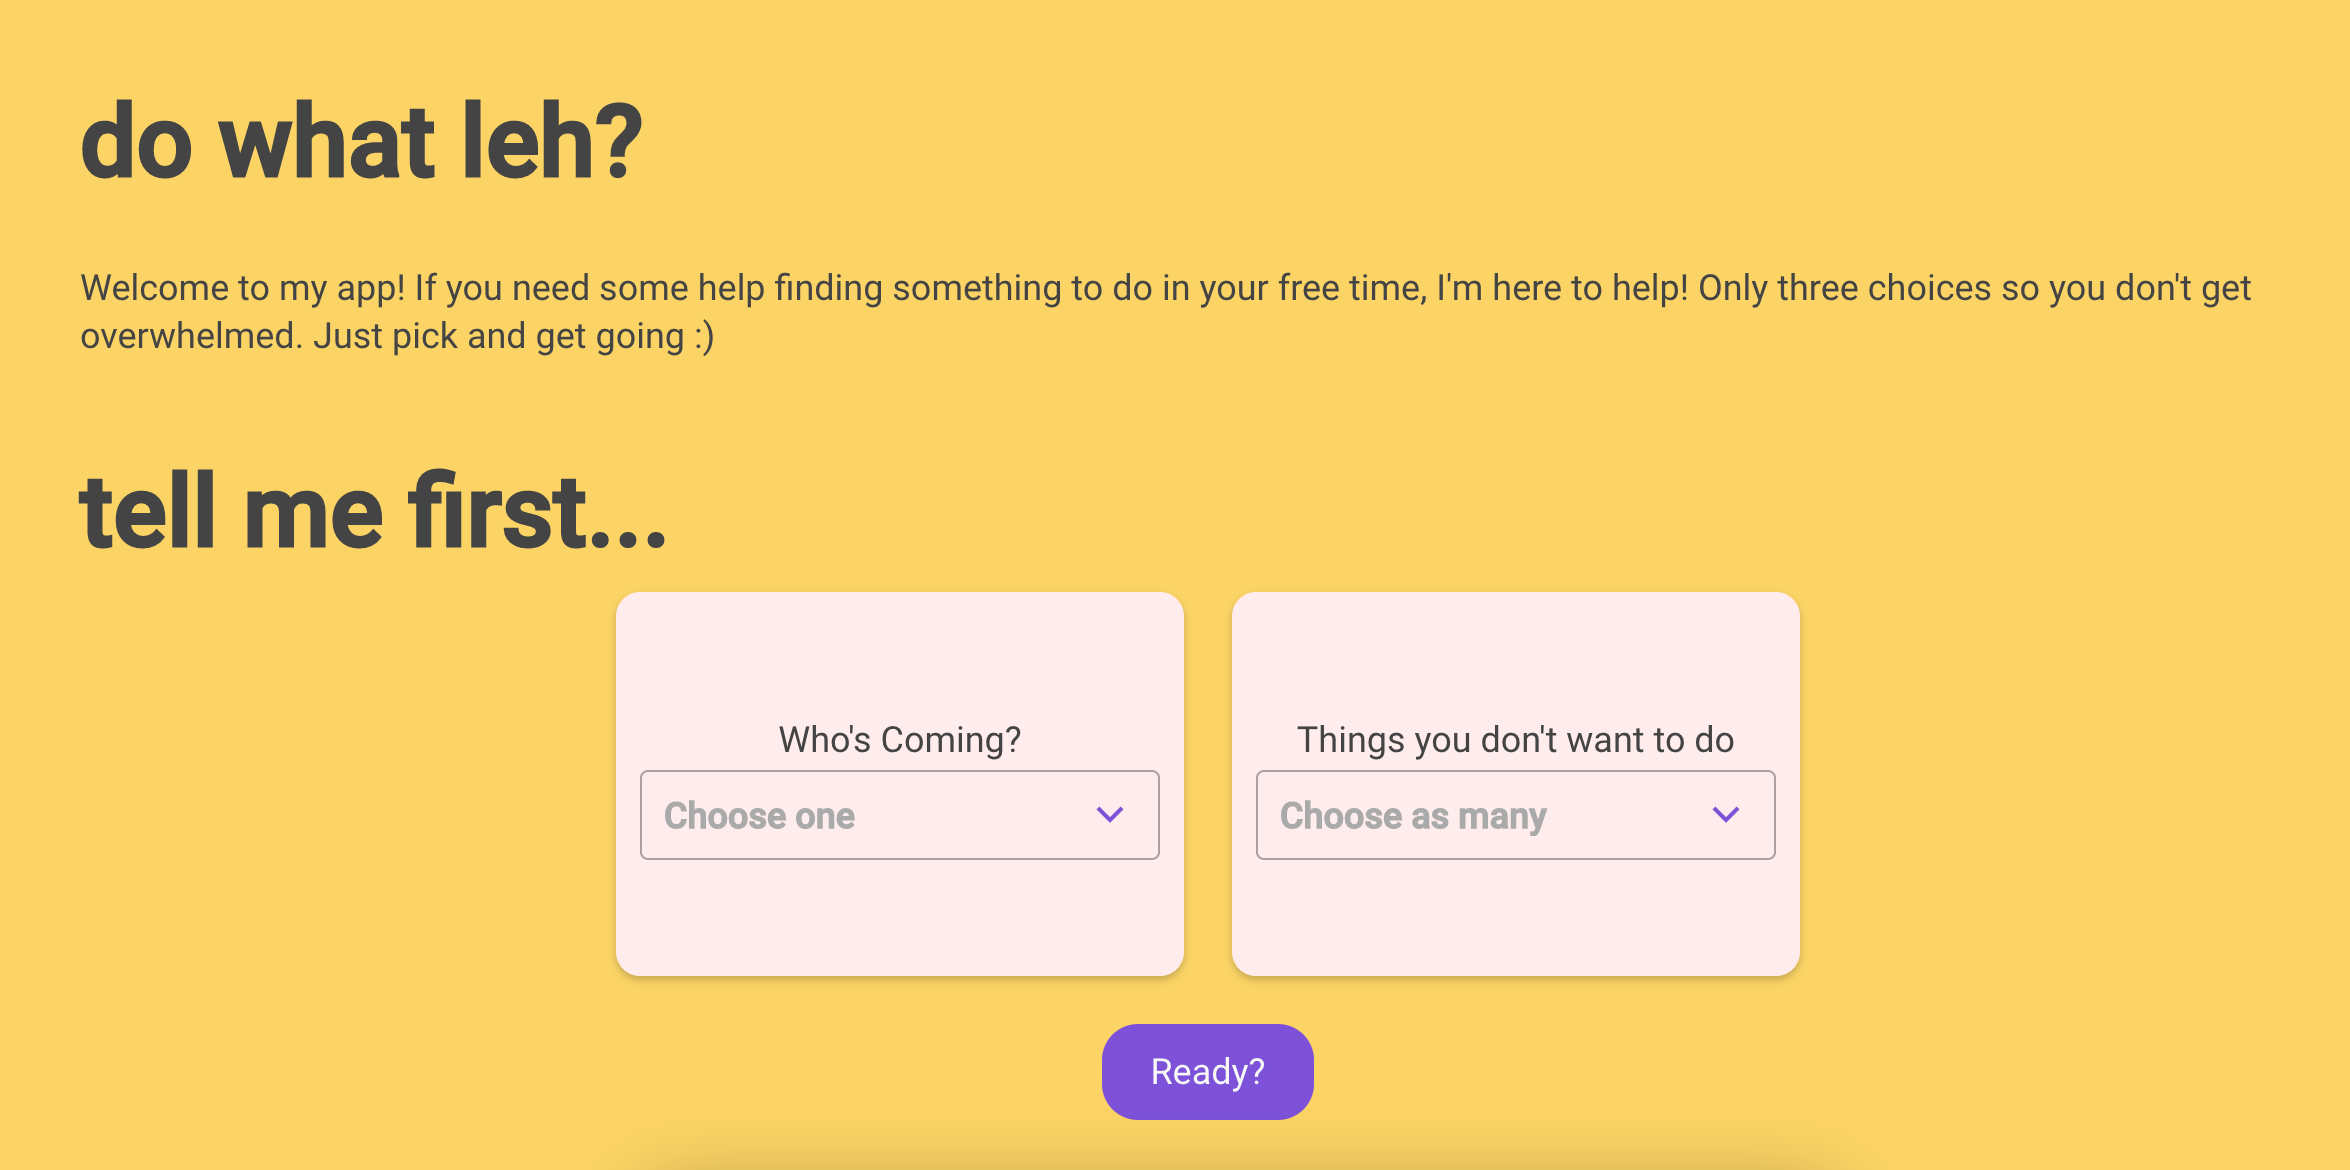 do what leh?
Welcome to my app! If you need some help finding something to do in your free time, I'm here to help! Only three choices so you don't get
overwhelmed. Just pick and get going :)
tell me first...
Who's Coming?
Choose one
Things you don't want to do
Choose as many
Ready?